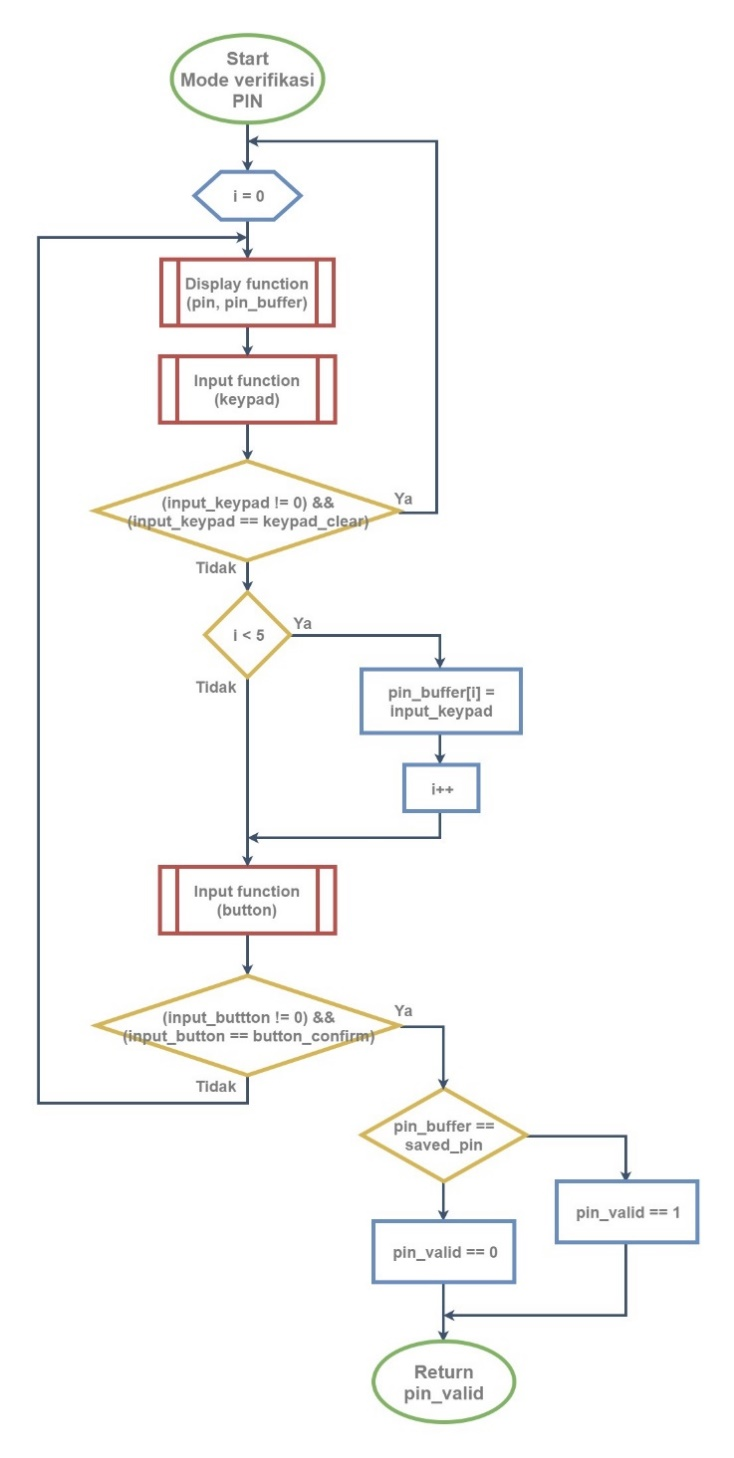 Start
Mode verifikasi
PIN
i = 0
Display function
(pin, pin_buffer)
Input function
(keypad)
(input_keypad != 0) &&
(input_keypad == keypad_clear)
Ya
Tidak
i < 5
Ya
Tidak
pin_buffer[i] =
input_keypad
i++
Input function
(button)
(input_buttton != 0) &&
(input_button == button_confirm)
Ya
Tidak
pin_buffer ==
saved_pin
pin_valid == 1
pin_valid == 0
Return
pin_valid